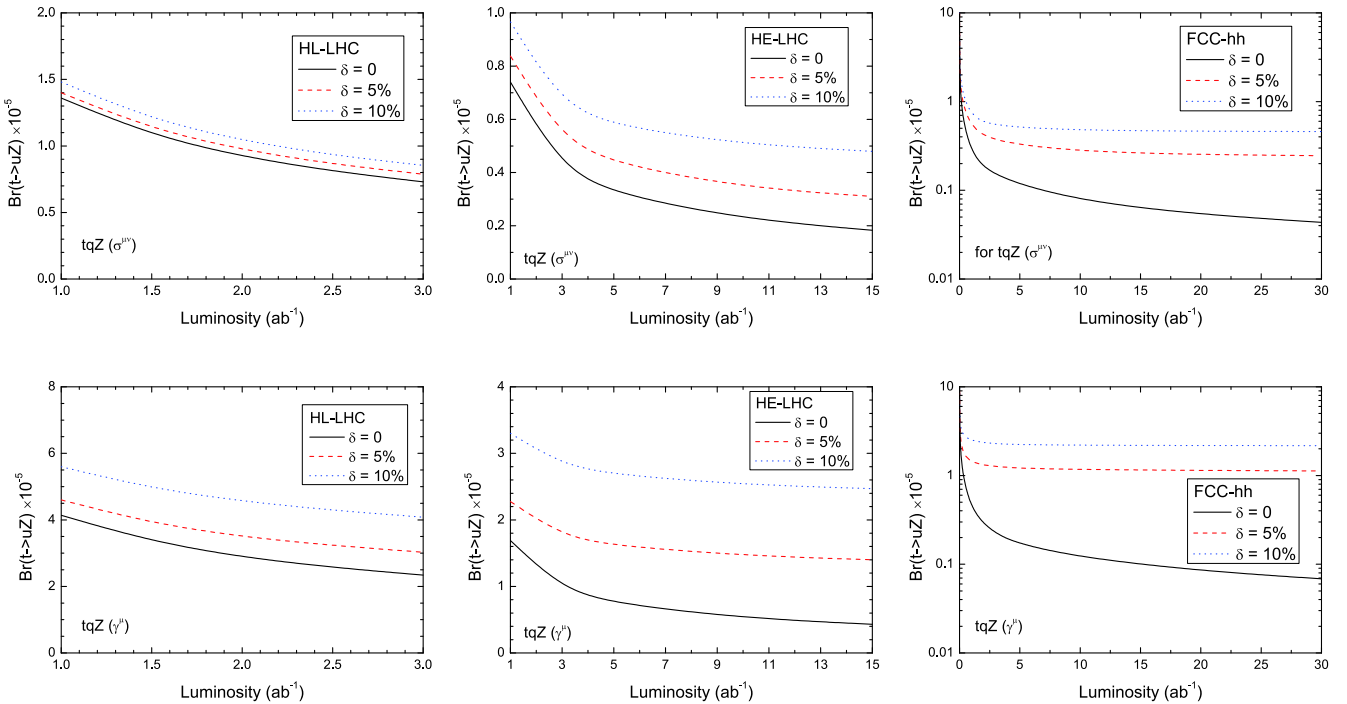 2.0
1.5
1.0
0.5
0.0
1.0 1.5 2.0 2.5 3.0
Br(t->uZ) ×10⁻⁵
Luminosity (ab⁻¹)
HL-LHC
δ = 0
δ = 5%
δ = 10%
tqZ (σ^μν)
1.0
0.8
0.6
0.4
0.2
0.0
1 3 5 7 9 11 13 15
Br(t->uZ) ×10⁻⁵
Luminosity (ab⁻¹)
HE-LHC
δ = 0
δ = 5%
δ = 10%
tqZ (σ^μν)
10
1
0.1
0.01
0 5 10 15 20 25 30
Br(t->uZ) ×10⁻⁵
Luminosity (ab⁻¹)
FCC-hh
δ = 0
δ = 5%
δ = 10%
for tqZ (σ^μν)
8
6
4
2
0
1.0 1.5 2.0 2.5 3.0
Br(t->uZ) ×10⁻⁵
Luminosity (ab⁻¹)
HL-LHC
δ = 0
δ = 5%
δ = 10%
tqZ (γ^μ)
4
3
2
1
0
1 3 5 7 9 11 13 15
Br(t->uZ) ×10⁻⁵
Luminosity (ab⁻¹)
HE-LHC
δ = 0
δ = 5%
δ = 10%
tqZ (γ^μ)
10
1
0.1
0.01
0 5 10 15 20 25 30
Br(t->uZ) ×10⁻⁵
Luminosity (ab⁻¹)
FCC-hh
δ = 0
δ = 5%
δ = 10%
tqZ (γ^μ)